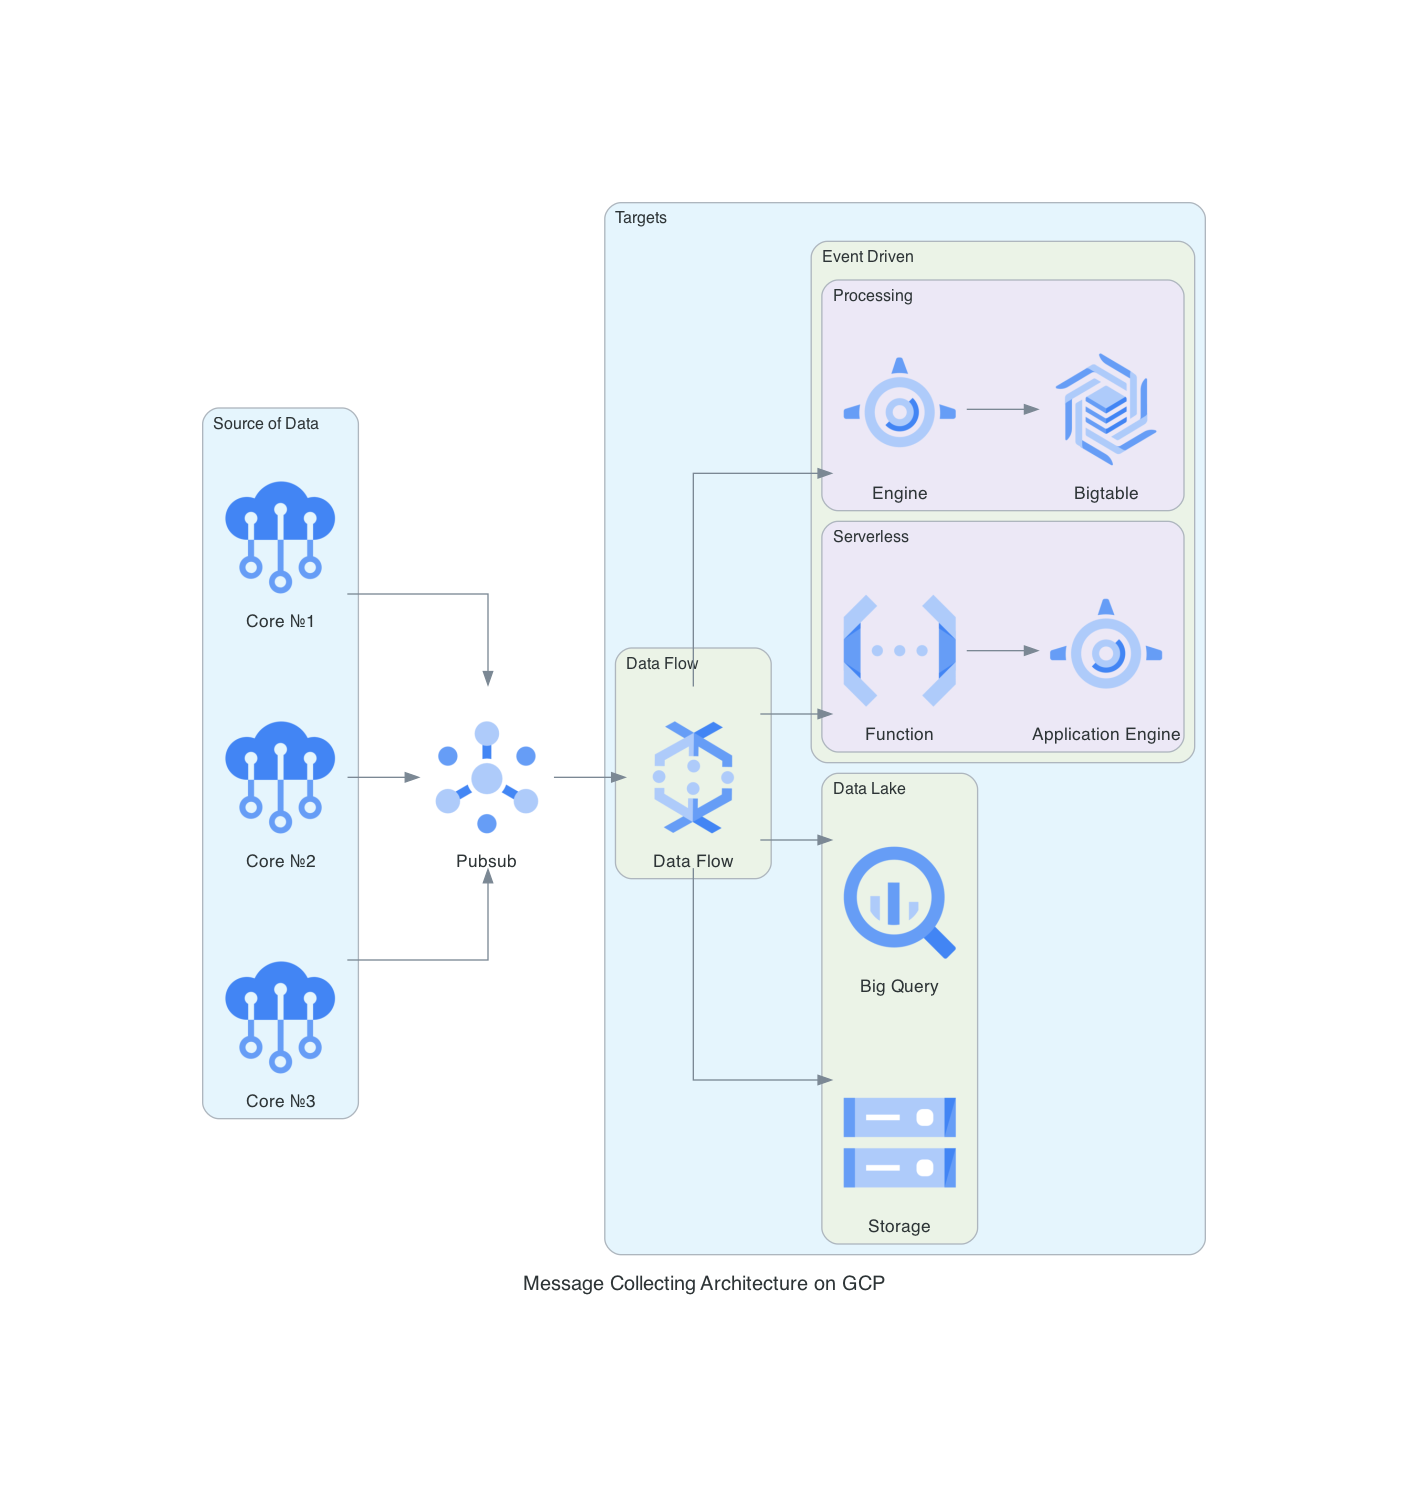 Targets
Event Driven
Processing
Engine
Bigtable
Serverless
Function
Application Engine
Source of Data
Core №1
Core №2
Core №3
Pubsub
Data Flow
Data Flow
Data Lake
Big Query
Storage
Message Collecting Architecture on GCP